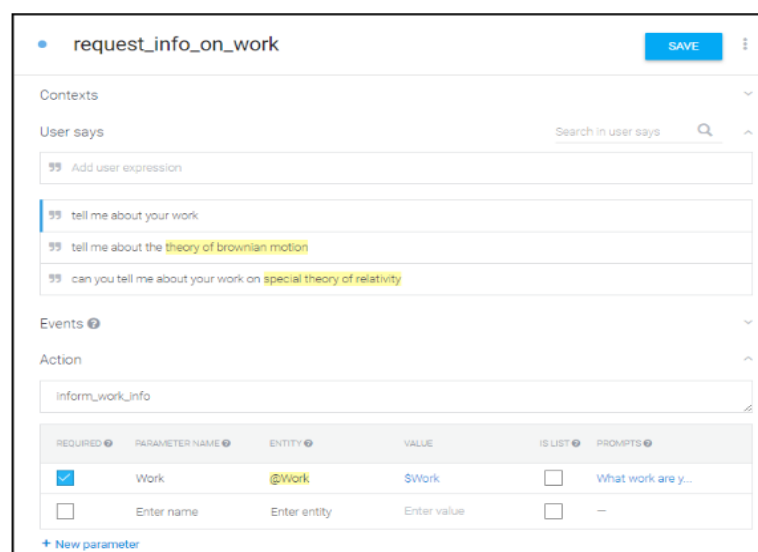 request_info_on_work
SAVE
Contexts
User says
Search in user says
Add user expression
tell me about your work
tell me about the theory of brownian motion
can you tell me about your work on special theory of relativity
Events
Action
inform_work_info
REQUIRED PARAMETER NAME ENTITY VALUE IS LIST PROMPTS
Work @Work $Work What work are y...
Enter name Enter entity Enter value —
+ New parameter